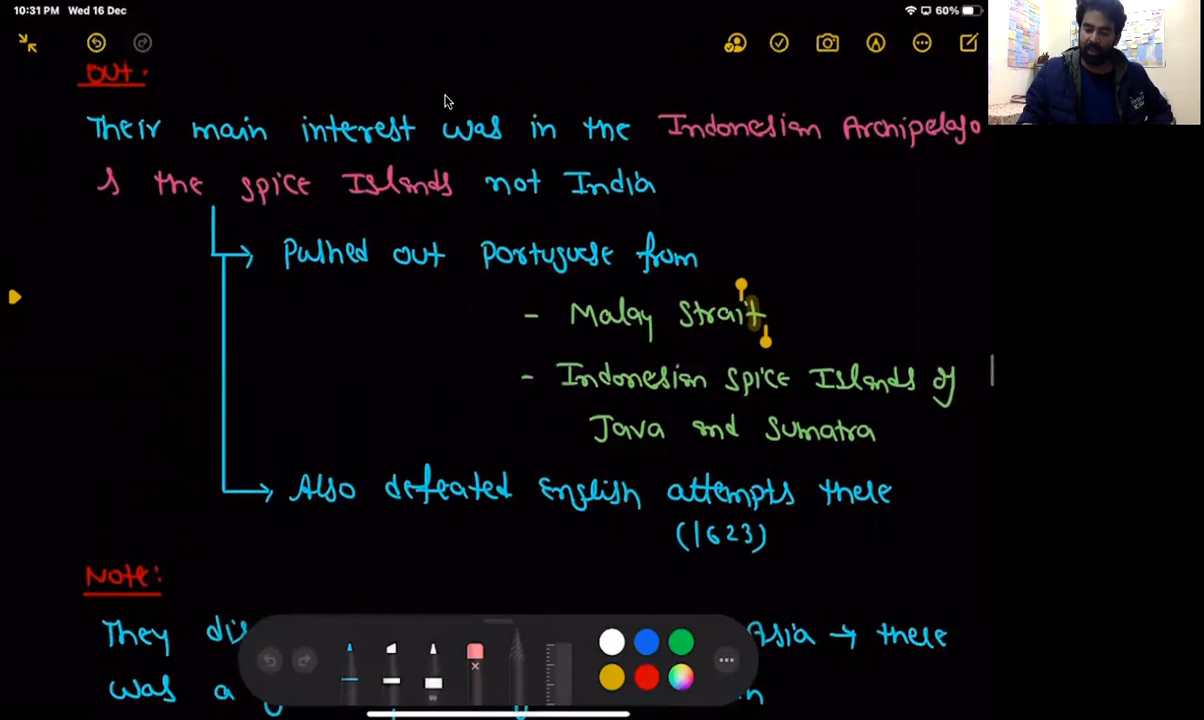 10:31 PM Wed 16 Dec
60%
Out:
Their main interest was in the Indonesian Archipelago
& the spice Islands not India
Pushed out Portuguese from
- Malay Strait
- Indonesian spice Islands of
Java and Sumatra
Also defeated English attempts there
(1623)
Note:
They Asia → there
was a